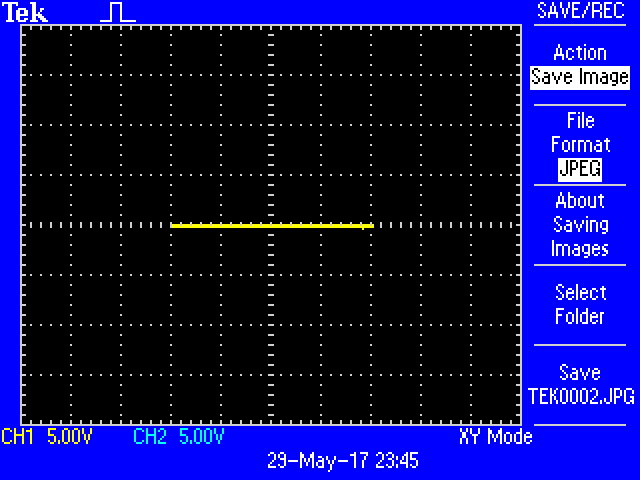 Tek
SAVE/REC
Action
Save Image
File
Format
JPEG
About
Saving
Images
Select
Folder
Save
TEK0002.JPG
CH1 5.00V CH2 5.00V XY Mode
29-May-17 23:45